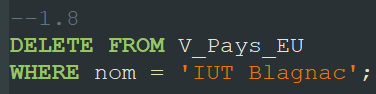 --1.8
DELETE FROM V_Pays_EU
WHERE nom = 'IUT Blagnac';